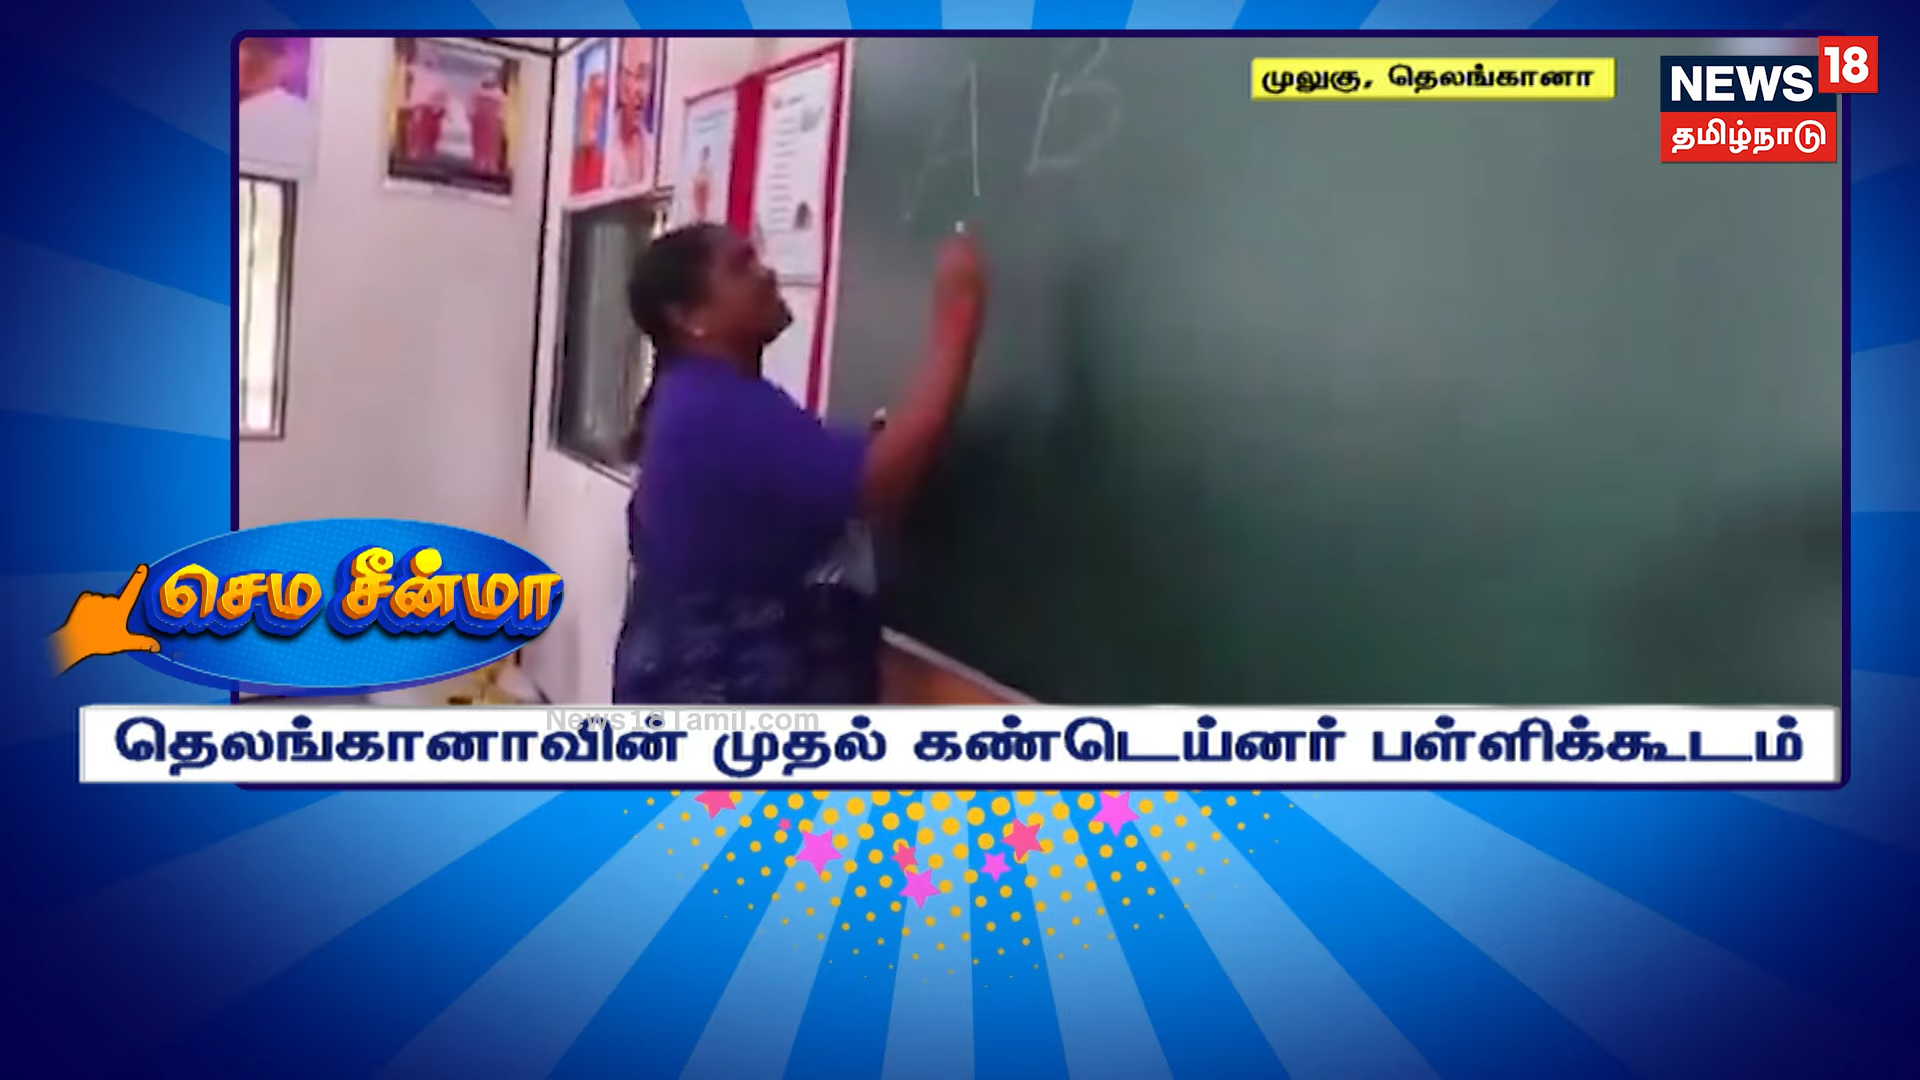 முலுகு, தெலங்கானா
NEWS 18
தமிழ்நாடு
A B
செம சீன்மா
News18Tamil.com
தெலங்கானாவின் முதல் கண்டெய்னர் பள்ளிக்கூடம்